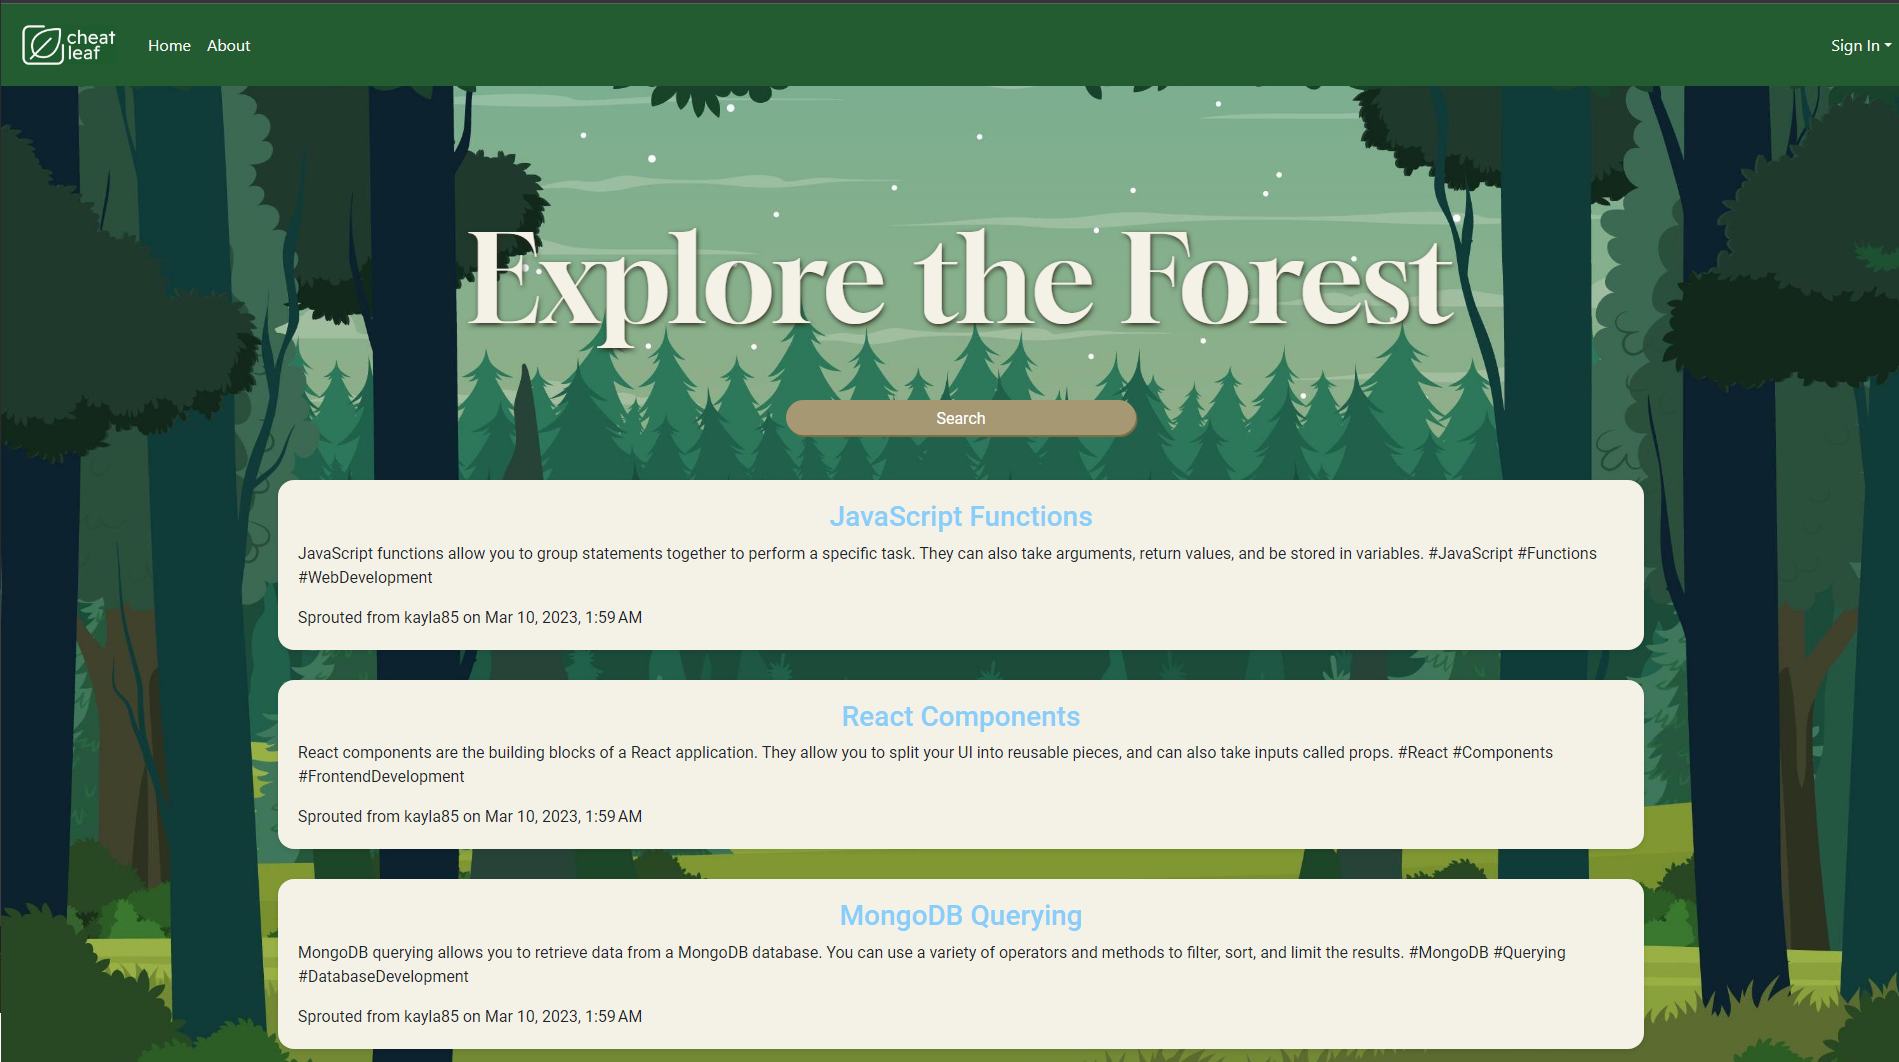 cheat
leaf
Home About
Sign In
Explore the Forest
Search
JavaScript Functions
JavaScript functions allow you to group statements together to perform a specific task. They can also take arguments, return values, and be stored in variables. #JavaScript #Functions
#WebDevelopment
Sprouted from kayla85 on Mar 10, 2023, 1:59 AM
React Components
React components are the building blocks of a React application. They allow you to split your UI into reusable pieces, and can also take inputs called props. #React #Components
#FrontendDevelopment
Sprouted from kayla85 on Mar 10, 2023, 1:59 AM
MongoDB Querying
MongoDB querying allows you to retrieve data from a MongoDB database. You can use a variety of operators and methods to filter, sort, and limit the results. #MongoDB #Querying
#DatabaseDevelopment
Sprouted from kayla85 on Mar 10, 2023, 1:59 AM